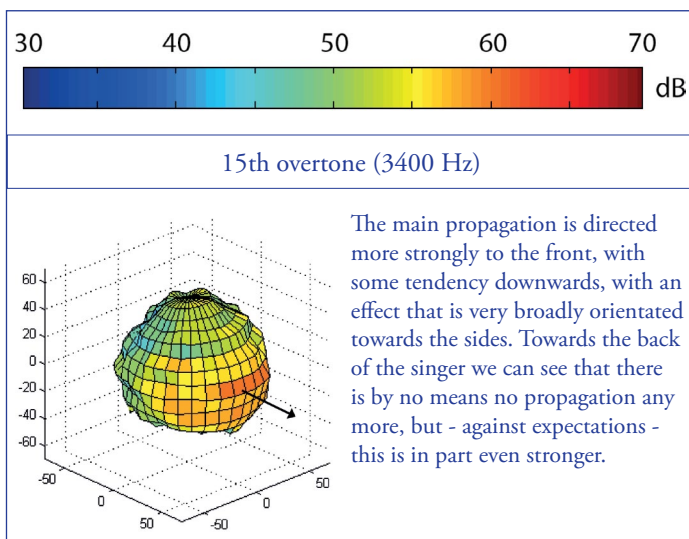 30 40 50 60 70
dB
15th overtone (3400 Hz)
The main propagation is directed
more strongly to the front, with
some tendency downwards, with an
effect that is very broadly orientated
towards the sides. Towards the back
of the singer we can see that there
is by no means no propagation any
more, but - against expectations -
this is in part even stronger.
60
40
20
0
-20
-40
-60
-50
0
50
-50
0
50